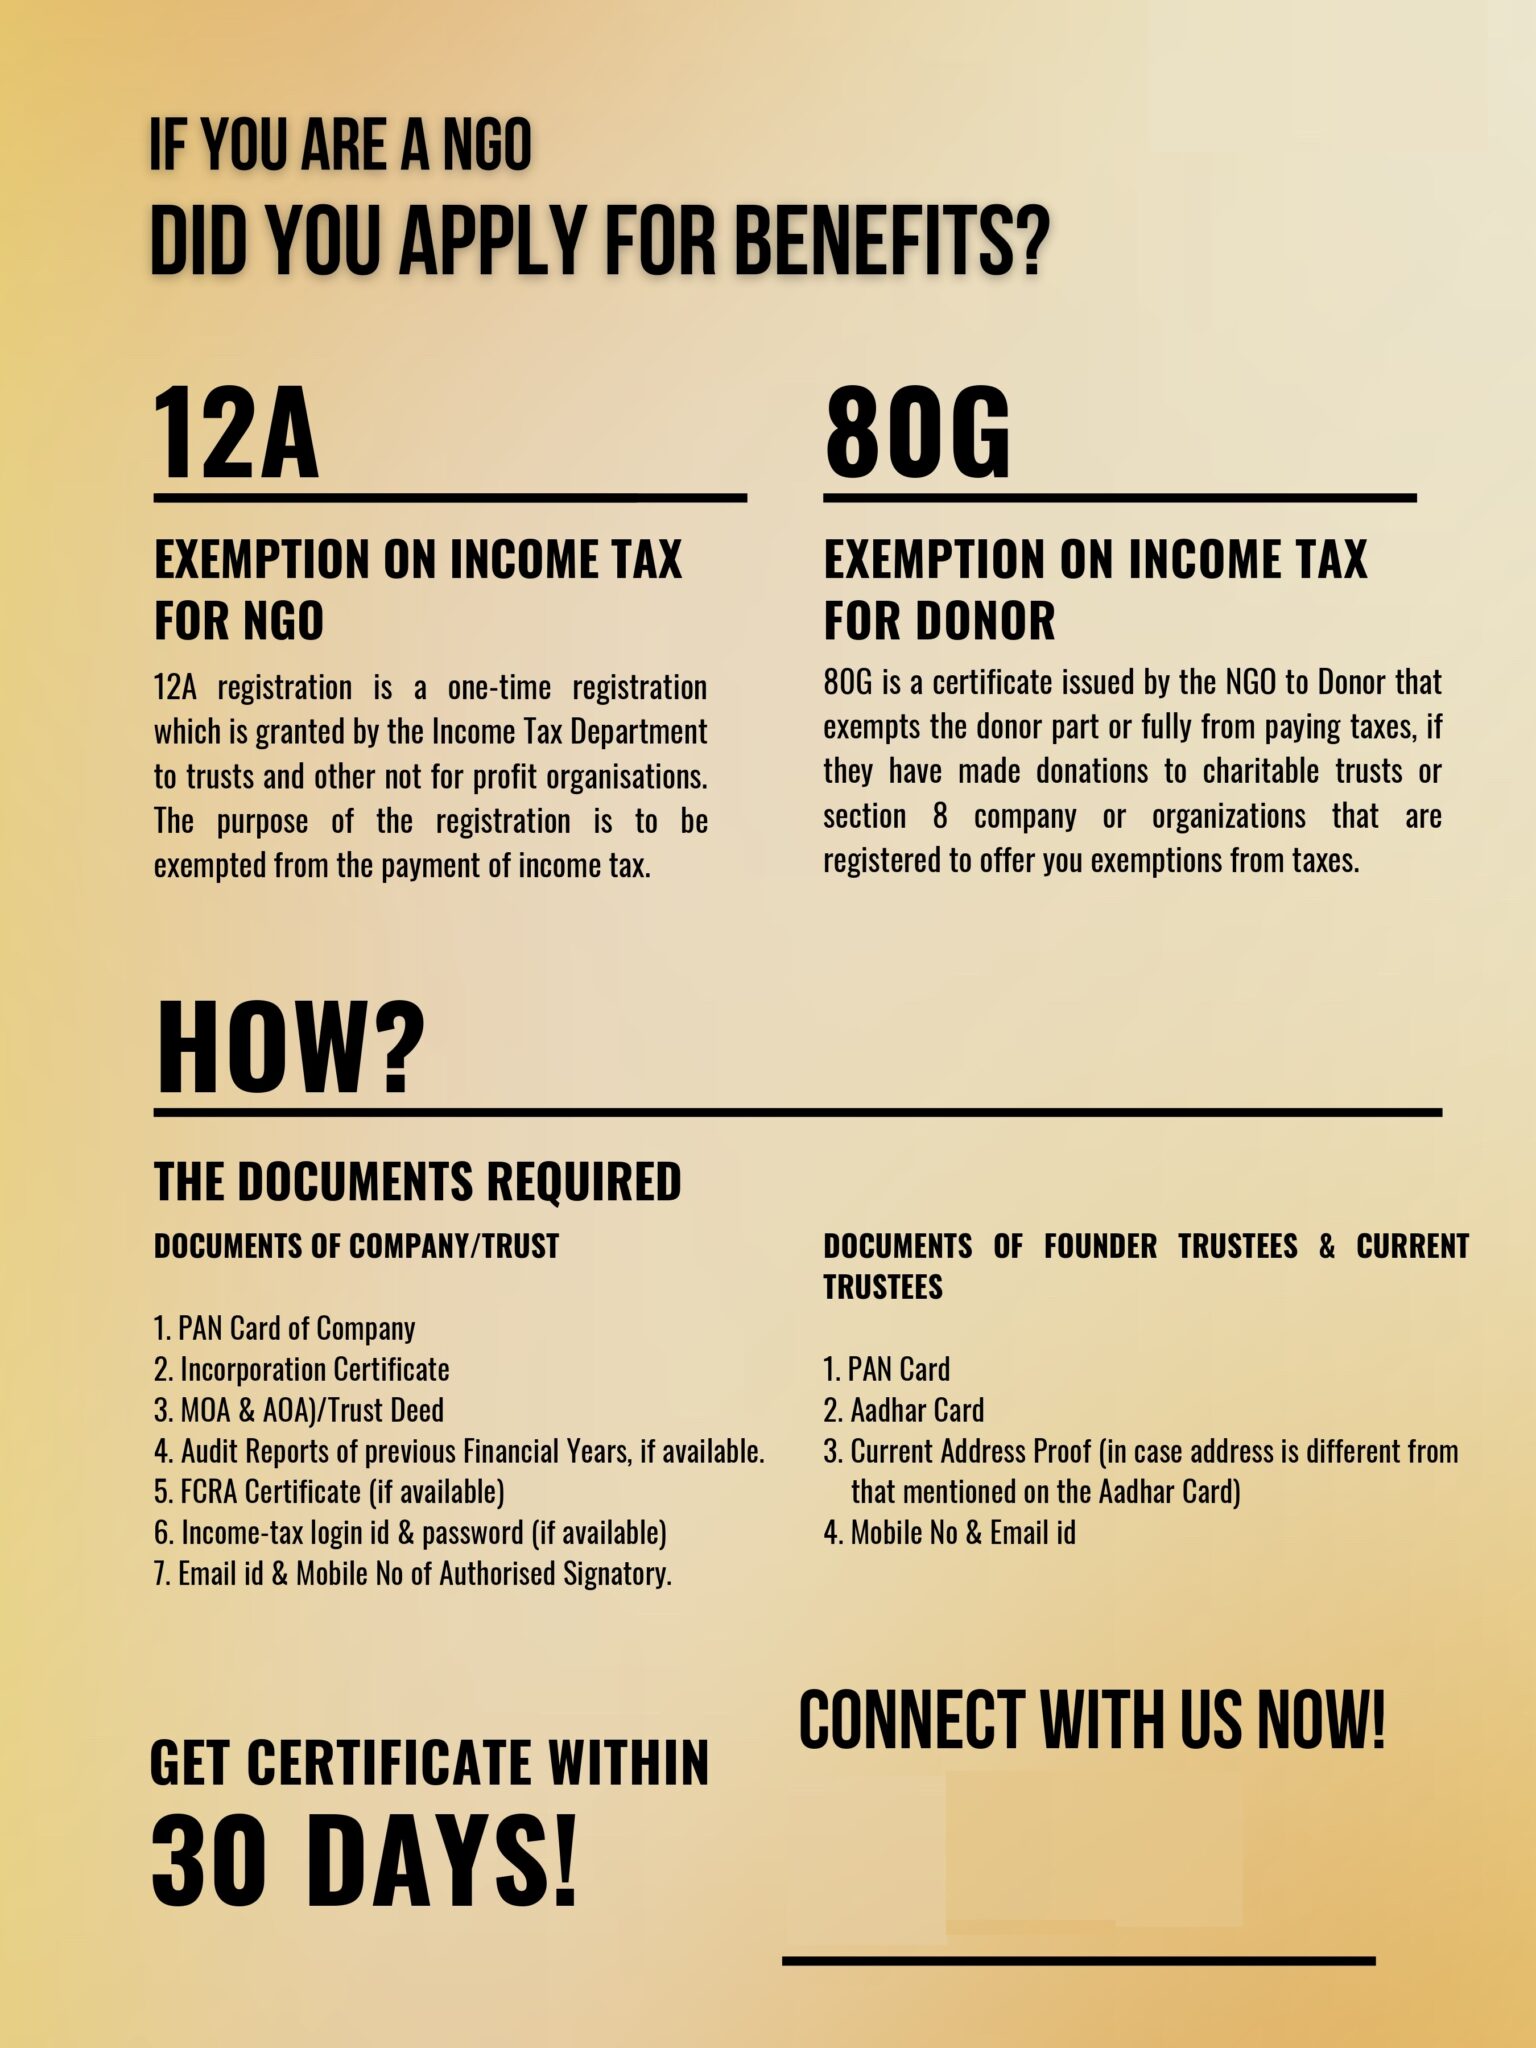 IF YOU ARE A NGO
DID YOU APPLY FOR BENEFITS?
12A
EXEMPTION ON INCOME TAX
FOR NGO
12A registration is a one-time registration
which is granted by the Income Tax Department
to trusts and other not for profit organisations.
The purpose of the registration is to be
exempted from the payment of income tax.
80G
EXEMPTION ON INCOME TAX
FOR DONOR
80G is a certificate issued by the NGO to Donor that
exempts the donor part or fully from paying taxes, if
they have made donations to charitable trusts or
section 8 company or organizations that are
registered to offer you exemptions from taxes.
HOW?
THE DOCUMENTS REQUIRED
DOCUMENTS OF COMPANY/TRUST
1. PAN Card of Company
2. Incorporation Certificate
3. MOA & AOA)/Trust Deed
4. Audit Reports of previous Financial Years, if available.
5. FCRA Certificate (if available)
6. Income-tax login id & password (if available)
7. Email id & Mobile No of Authorised Signatory.
DOCUMENTS OF FOUNDER TRUSTEES & CURRENT
TRUSTEES
1. PAN Card
2. Aadhar Card
3. Current Address Proof (in case address is different from
that mentioned on the Aadhar Card)
4. Mobile No & Email id
GET CERTIFICATE WITHIN
30 DAYS!
CONNECT WITH US NOW!